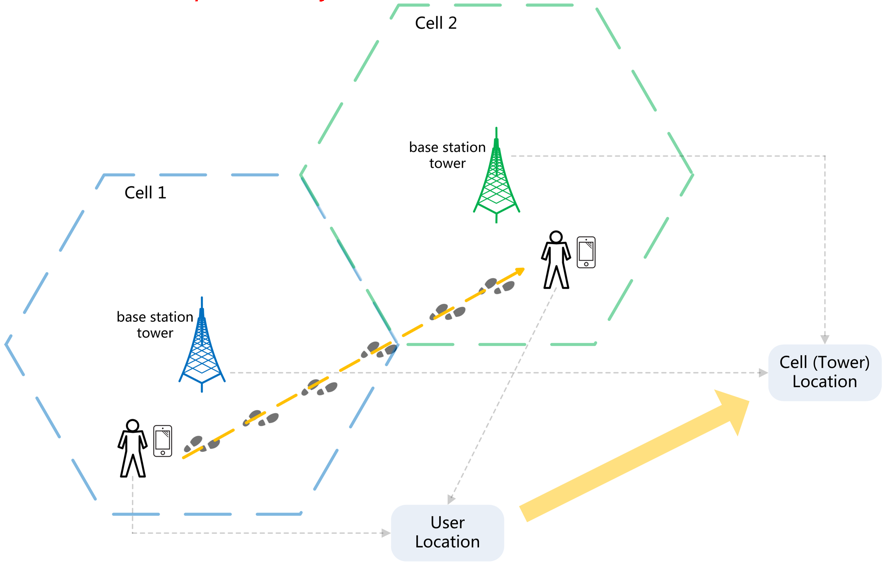 Cell 2
base station
tower
Cell 1
base station
tower
Cell (Tower)
Location
User
Location